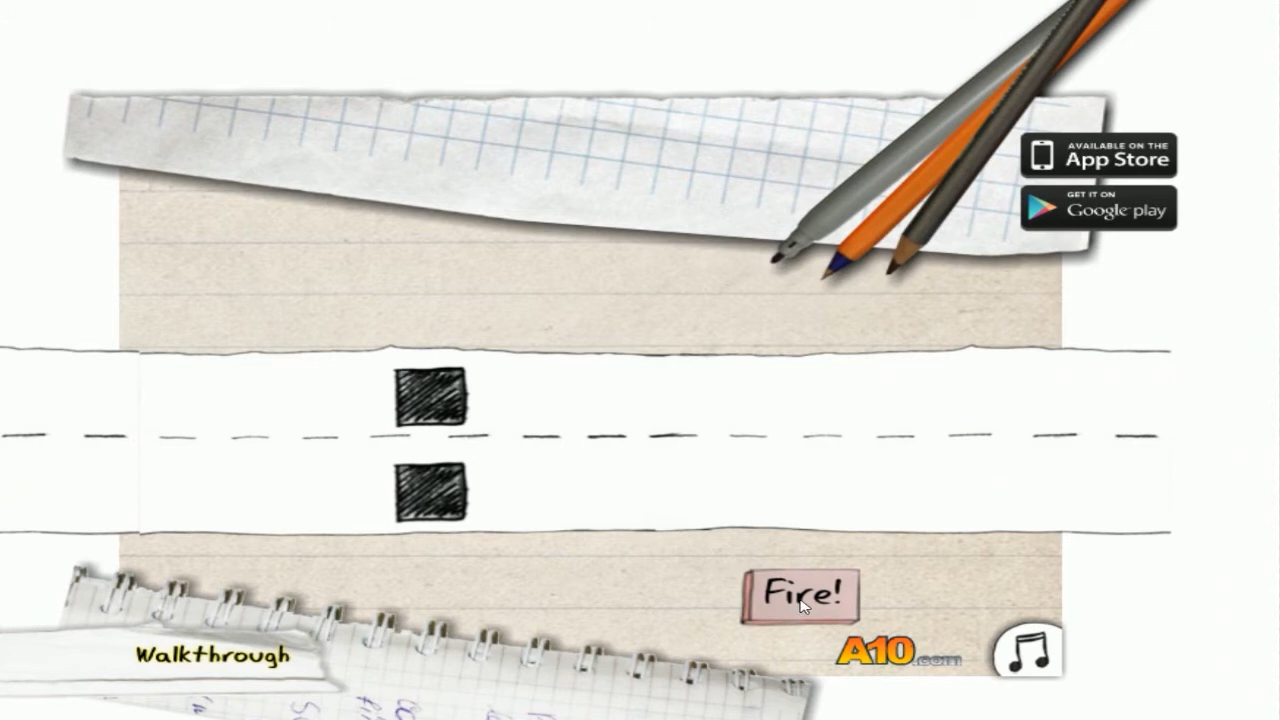 AVAILABLE ON THE
App Store
GET IT ON
Google play
Fire!
A10.com
Walkthrough